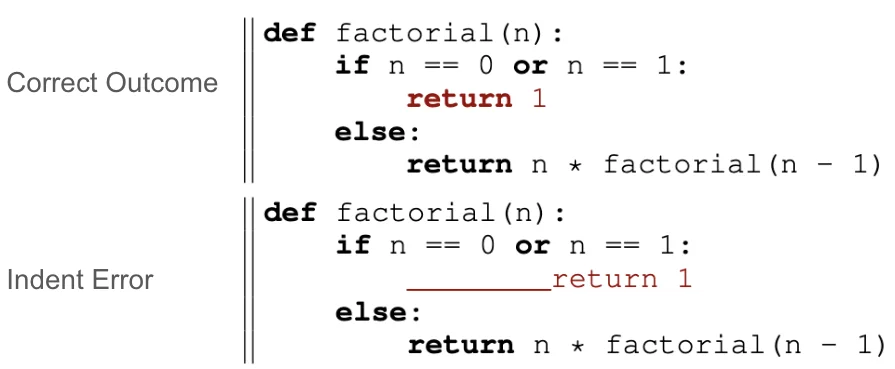 Correct Outcome
def factorial(n):
    if n == 0 or n == 1:
        return 1
    else:
        return n * factorial(n - 1)
Indent Error
def factorial(n):
    if n == 0 or n == 1:
        ________return 1
    else:
        return n * factorial(n - 1)